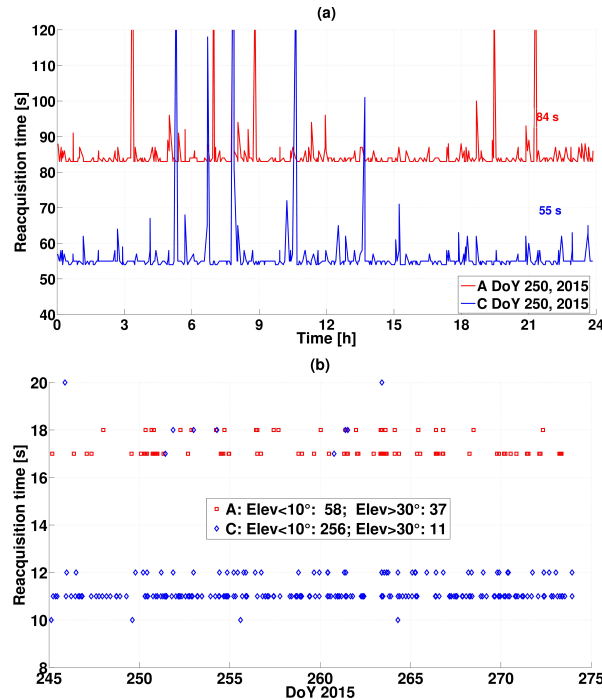 (a)
120
110
100
90
80
70
60
50
40
Reacquisition time [s]
84 s
55 s
A DoY 250, 2015
C DoY 250, 2015
0 3 6 9 12 15 18 21 24
Time [h]
(b)
20
18
16
14
12
10
8
Reacquisition time [s]
A: Elev<10°: 58; Elev>30°: 37
C: Elev<10°: 256; Elev>30°: 11
245 250 255 260 265 270 275
DoY 2015